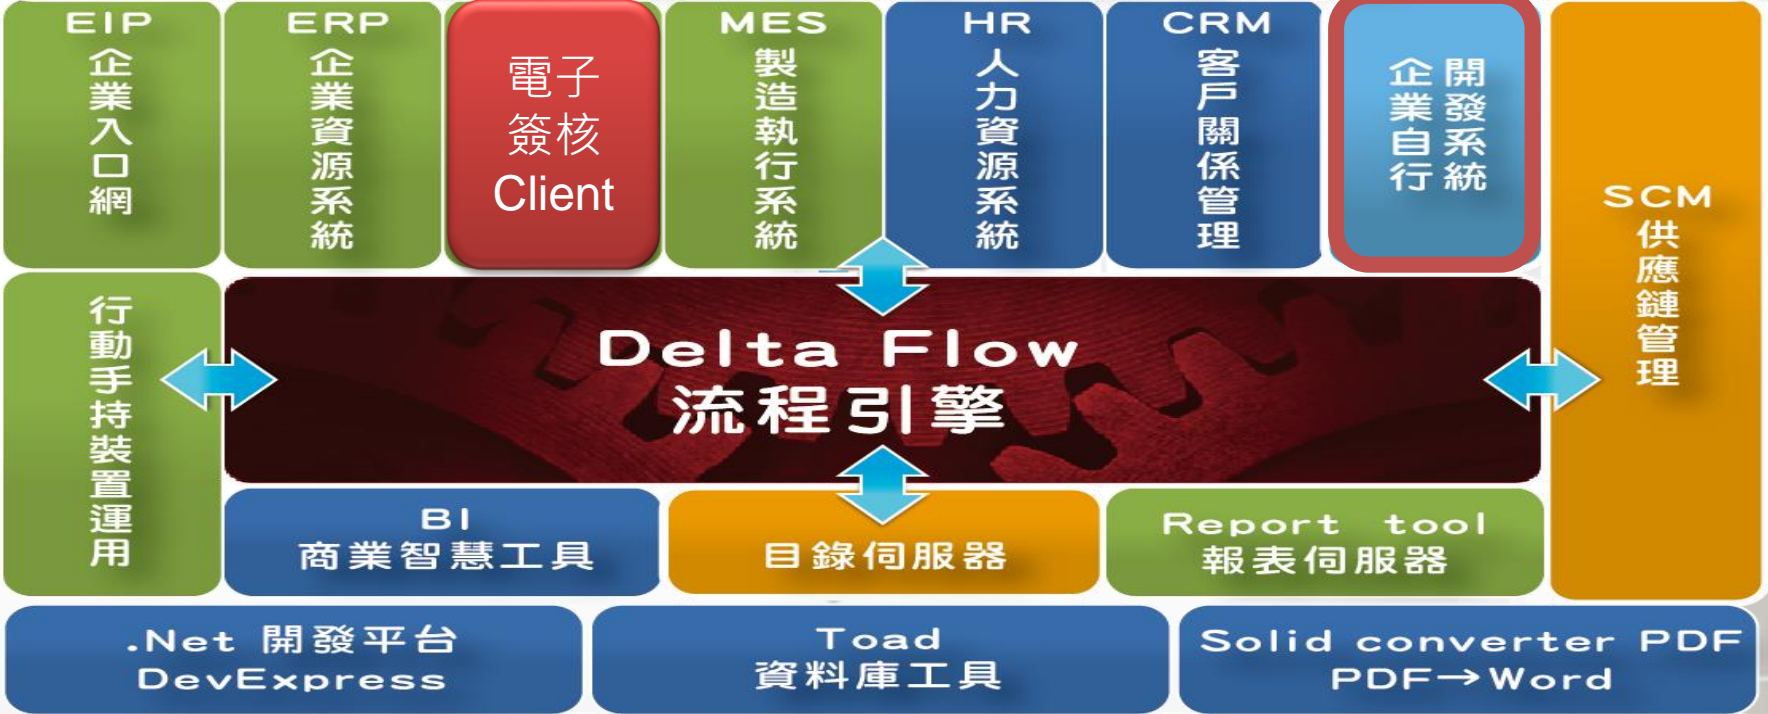 EIP
企業入口網
ERP
企業資源系統
電子
簽核
Client
MES
製造執行系統
HR
人力資源系統
CRM
客戶關係管理
企業自行
開發系統
SCM
供應鏈管理
行動手持裝置運用
Delta Flow
流程引擎
BI
商業智慧工具
目錄伺服器
Report tool
報表伺服器
.Net 開發平台
DevExpress
Toad
資料庫工具
Solid converter PDF
PDF→Word